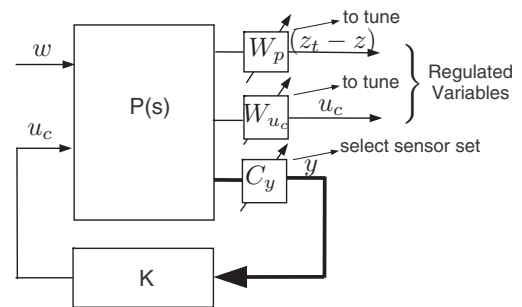 to tune
w
W_p
(z_t − z)
P(s)
to tune
Regulated
Variables
u_c
W_{u_c}
u_c
select sensor set
C_y
y
K